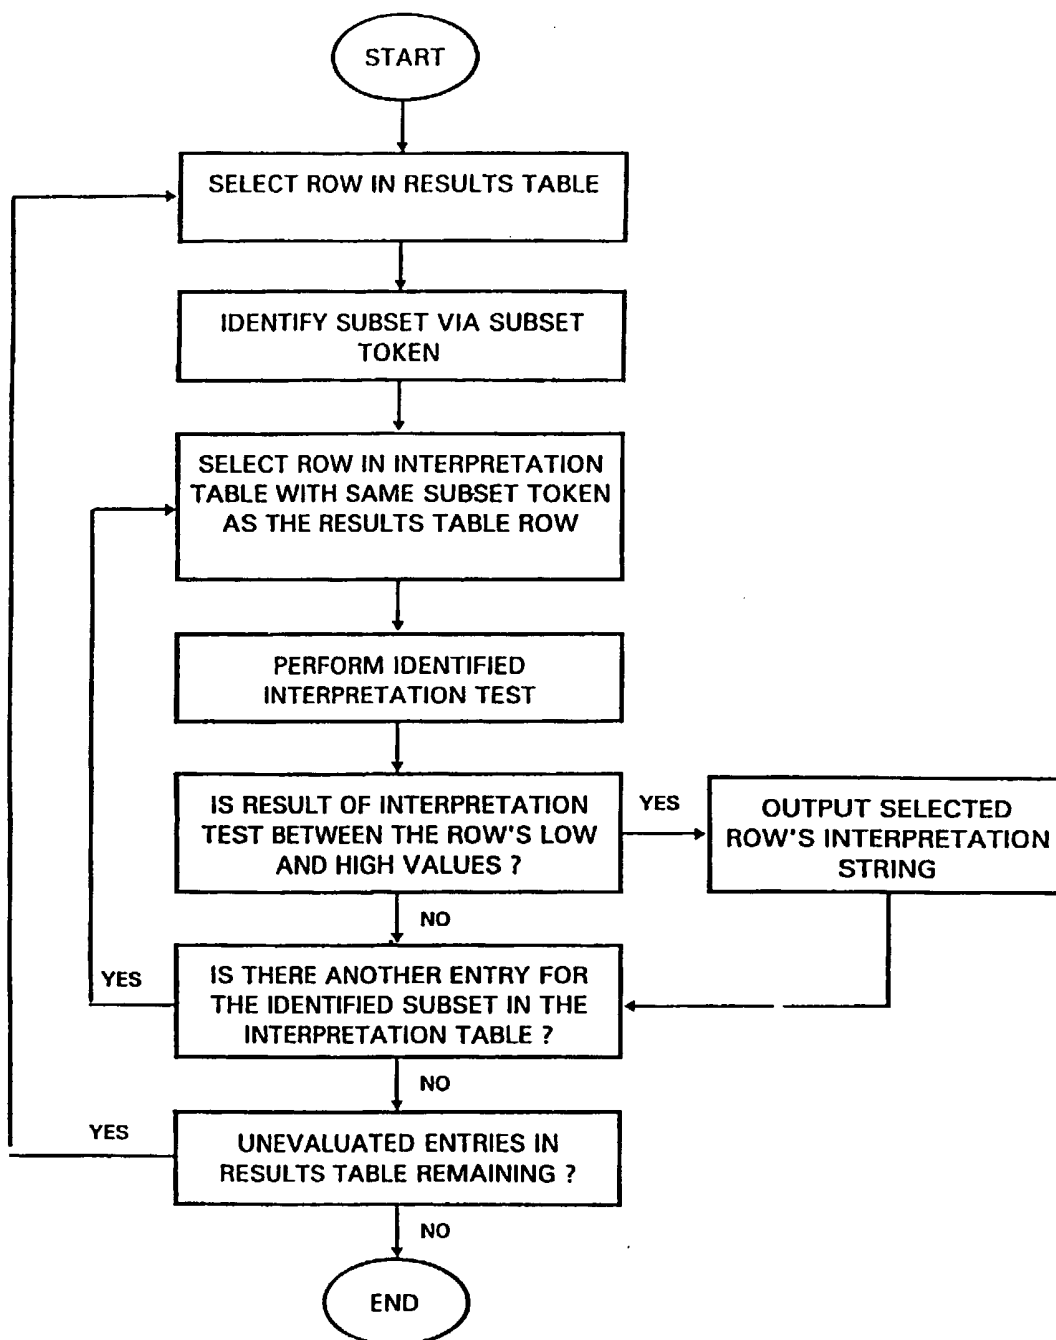 START
SELECT ROW IN RESULTS TABLE
IDENTIFY SUBSET VIA SUBSET
TOKEN
SELECT ROW IN INTERPRETATION
TABLE WITH SAME SUBSET TOKEN
AS THE RESULTS TABLE ROW
PERFORM IDENTIFIED
INTERPRETATION TEST
IS RESULT OF INTERPRETATION
TEST BETWEEN THE ROW'S LOW
AND HIGH VALUES ?
YES
OUTPUT SELECTED
ROW'S INTERPRETATION
STRING
NO
IS THERE ANOTHER ENTRY FOR
THE IDENTIFIED SUBSET IN THE
INTERPRETATION TABLE ?
YES
NO
UNEVALUATED ENTRIES IN
RESULTS TABLE REMAINING ?
YES
NO
END